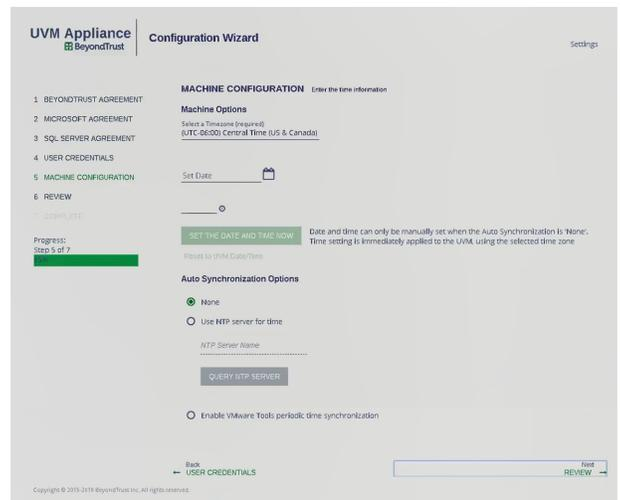 UVM Appliance
BeyondTrust
Configuration Wizard
Settings
1 BEYONDTRUST AGREEMENT
2 MICROSOFT AGREEMENT
3 SQL SERVER AGREEMENT
4 USER CREDENTIALS
5 MACHINE CONFIGURATION
6 REVIEW
7 COMPLETE
Progress:
Step 5 of 7
MACHINE CONFIGURATION Enter the time information
Machine Options
Select a Timezone (required)
(UTC-06:00) Central Time (US & Canada)
Set Date
SET THE DATE AND TIME NOW
Date and time can only be manually set when the Auto Synchronization is 'None'.
Time setting is immediately applied to the UVM, using the selected time zone
Reset to UVM Date/Time
Auto Synchronization Options
None
Use NTP server for time
NTP Server Name
QUERY NTP SERVER
Enable VMware Tools periodic time synchronization
Back
← USER CREDENTIALS
Next
REVIEW →
Copyright © 2015-2019 BeyondTrust Inc. All rights reserved.